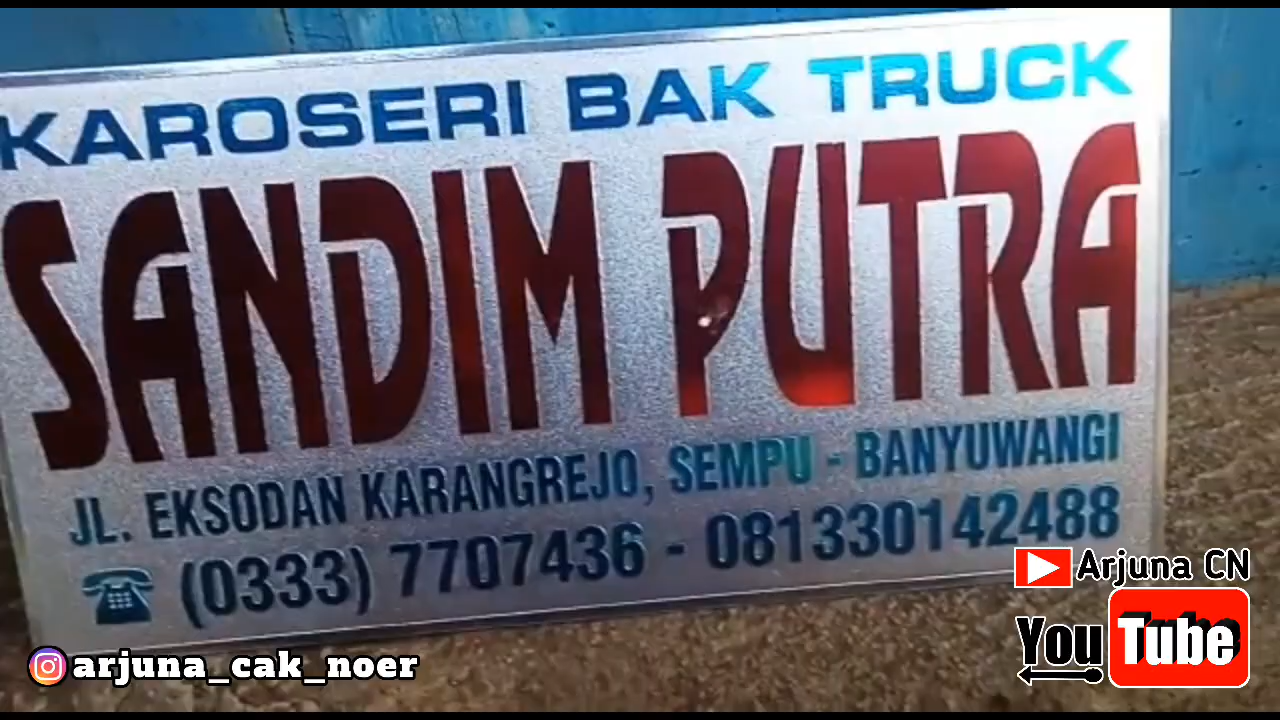 KAROSERI BAK TRUCK
SANDIM PUTRA
JL. EKSODAN KARANGREJO, SEMPU - BANYUWANGI
(0333) 7707436 - 081330142488
Arjuna CN
YouTube
arjuna_cak_noer